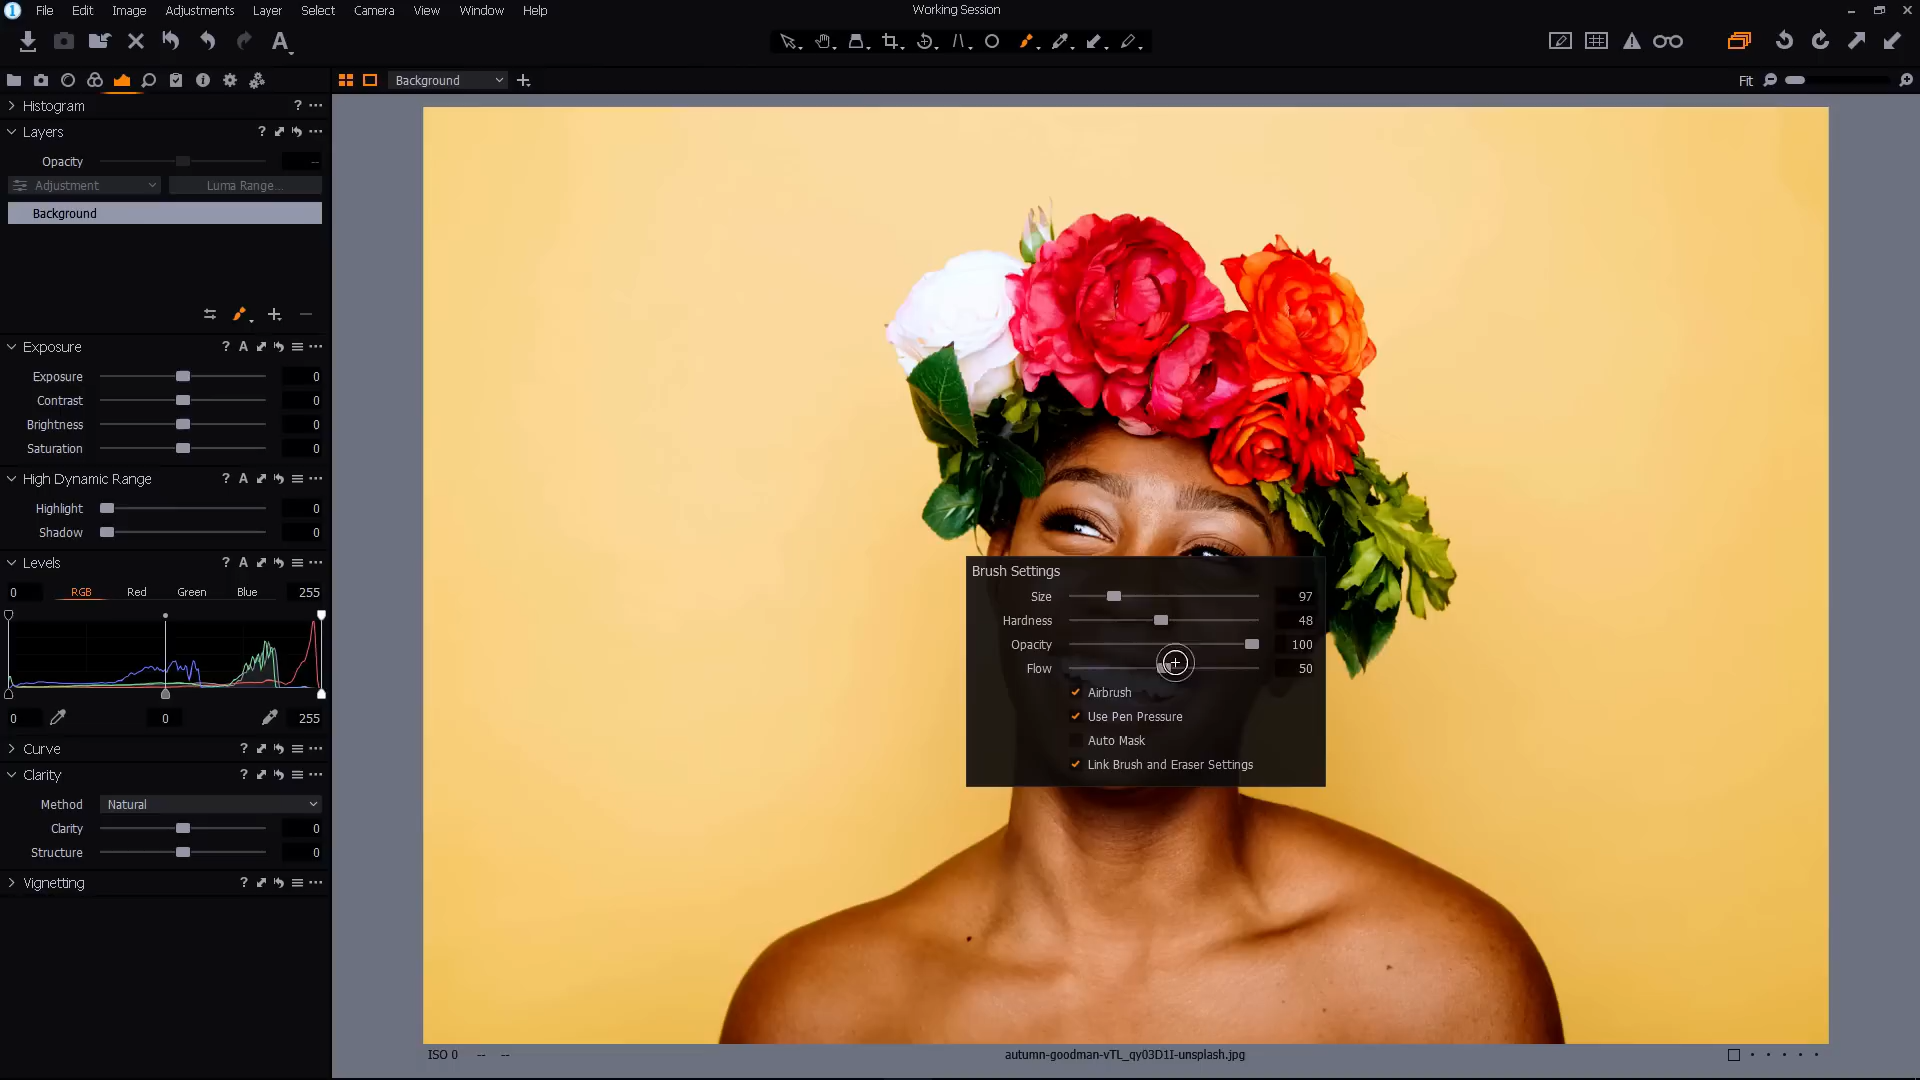 File Edit Image Adjustments Layer Select Camera View Window Help
Working Session
Background
Fit
Histogram
Layers
Opacity --
Adjustment Luma Range...
Background
Exposure
Exposure 0
Contrast 0
Brightness 0
Saturation 0
High Dynamic Range
Highlight 0
Shadow 0
Levels
0 RGB Red Green Blue 255
0 0 255
Curve
Clarity
Method Natural
Clarity 0
Structure 0
Vignetting
Brush Settings
Size 97
Hardness 48
Opacity 100
Flow 50
Airbrush
Use Pen Pressure
Auto Mask
Link Brush and Eraser Settings
ISO 0 -- --
autumn-goodman-vTL_qy03D1I-unsplash.jpg